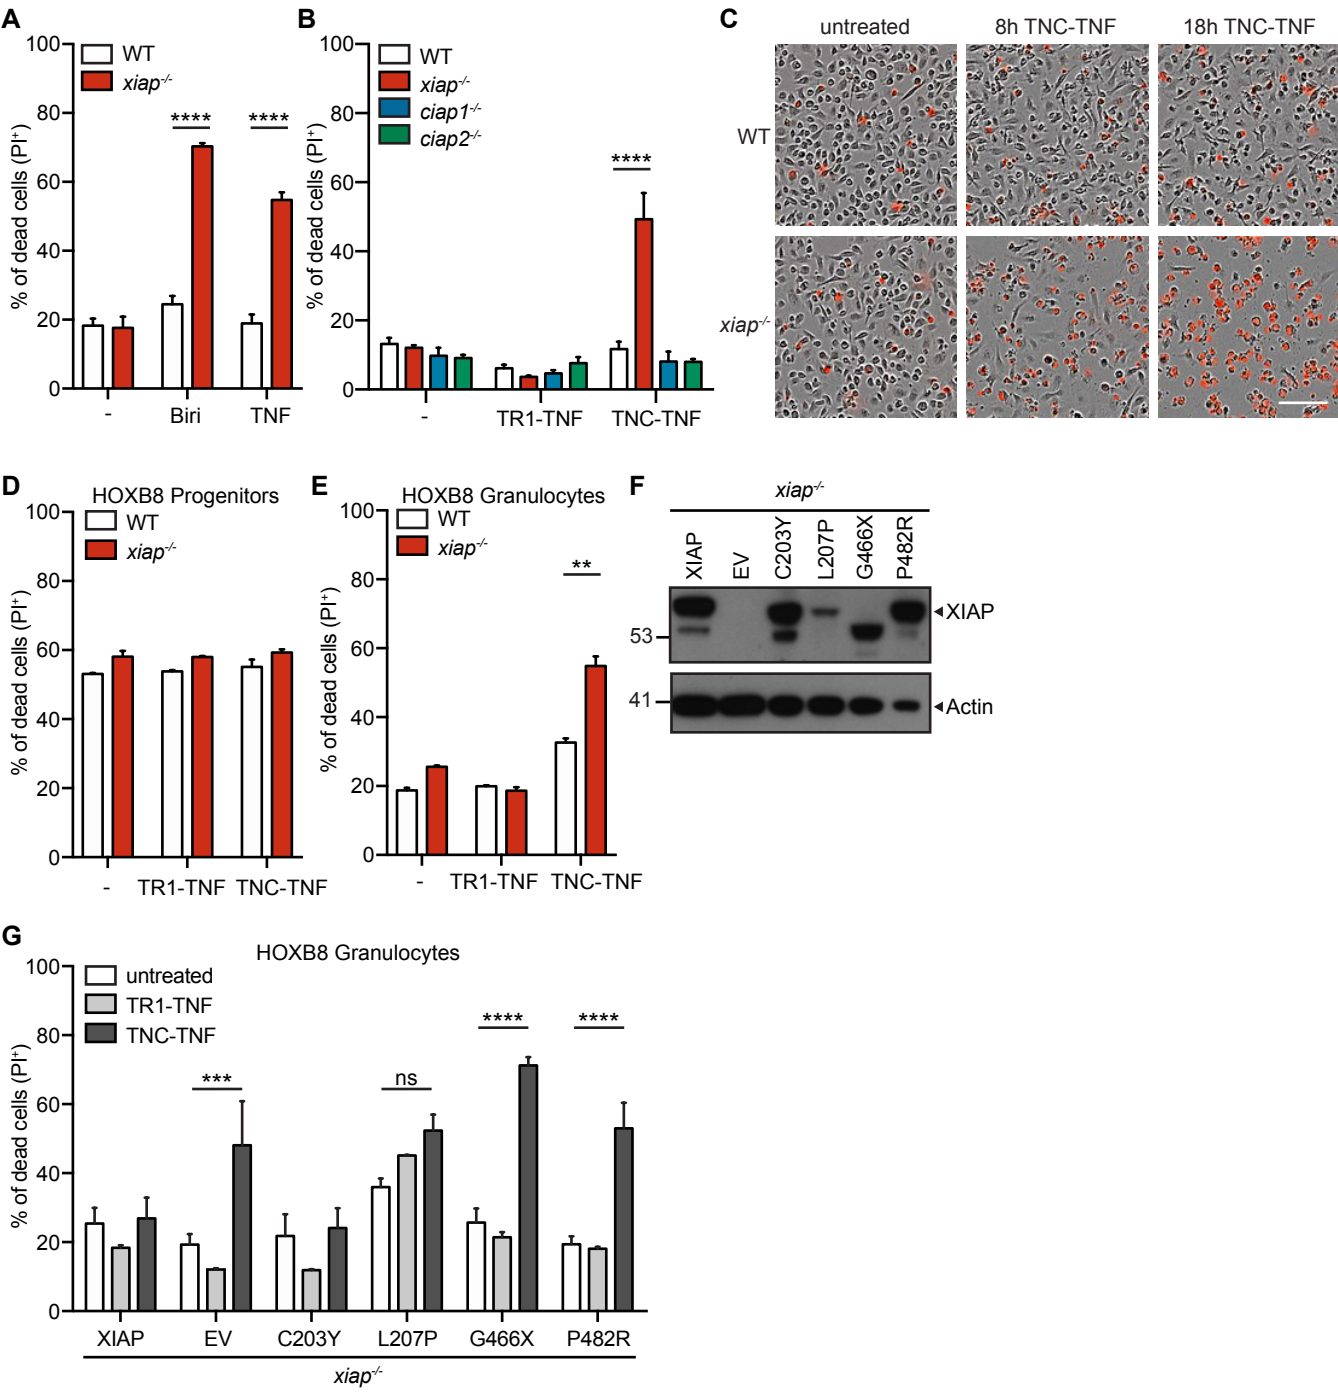 A
100
80
60
40
20
0
% of dead cells (PI⁺)
WT
xiap⁻/⁻
****
****
-
Biri
TNF
B
100
80
60
40
20
0
% of dead cells (PI⁺)
WT
xiap⁻/⁻
ciap1⁻/⁻
ciap2⁻/⁻
****
-
TR1-TNF
TNC-TNF
C
untreated
8h TNC-TNF
18h TNC-TNF
WT
xiap⁻/⁻
D
HOXB8 Progenitors
100
80
60
40
20
0
% of dead cells (PI⁺)
WT
xiap⁻/⁻
-
TR1-TNF
TNC-TNF
E
HOXB8 Granulocytes
100
80
60
40
20
0
% of dead cells (PI⁺)
WT
xiap⁻/⁻
**
-
TR1-TNF
TNC-TNF
F
xiap⁻/⁻
XIAP
EV
C203Y
L207P
G466X
P482R
53
◂XIAP
41
◂Actin
G
HOXB8 Granulocytes
100
80
60
40
20
0
% of dead cells (PI⁺)
untreated
TR1-TNF
TNC-TNF
***
ns
****
****
XIAP
EV
C203Y
L207P
G466X
P482R
xiap⁻/⁻